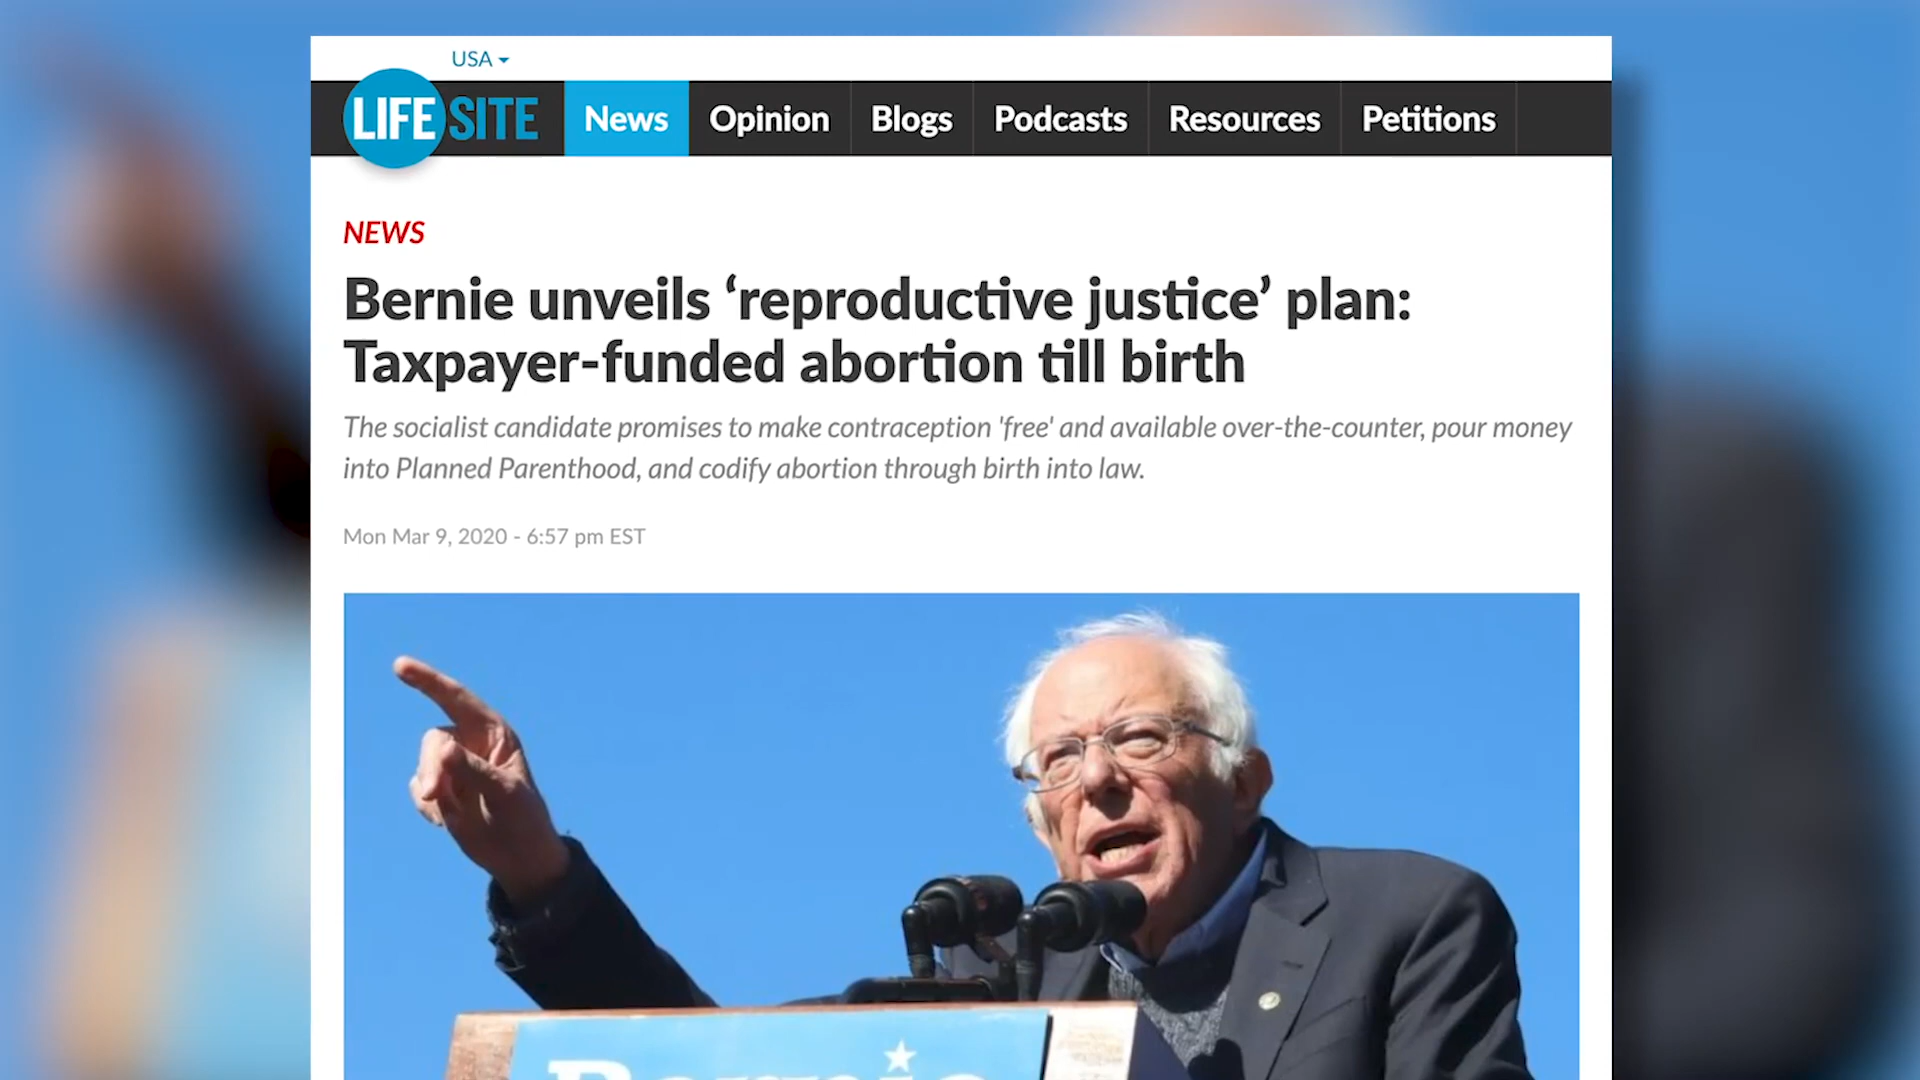 USA
LIFE SITE News Opinion Blogs Podcasts Resources Petitions
NEWS
Bernie unveils ‘reproductive justice’ plan:
Taxpayer-funded abortion till birth
The socialist candidate promises to make contraception 'free' and available over-the-counter, pour money
into Planned Parenthood, and codify abortion through birth into law.
Mon Mar 9, 2020 - 6:57 pm EST
Bernie